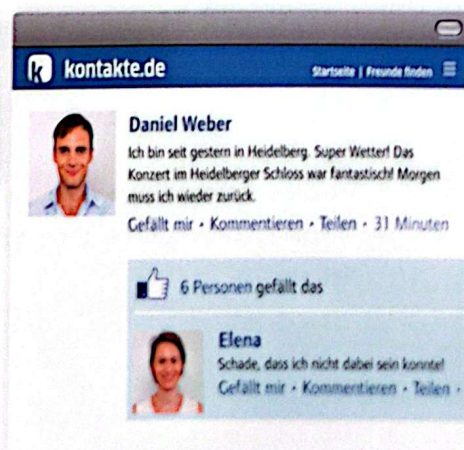 k kontakte.de
Startseite | Freunde finden
Daniel Weber
Ich bin seit gestern in Heidelberg. Super Wetter! Das
Konzert im Heidelberger Schloss war fantastisch! Morgen
muss ich wieder zurück.
Gefällt mir • Kommentieren • Teilen • 31 Minuten
6 Personen gefällt das
Elena
Schade, dass ich nicht dabei sein konnte!
Gefällt mir • Kommentieren • Teilen •